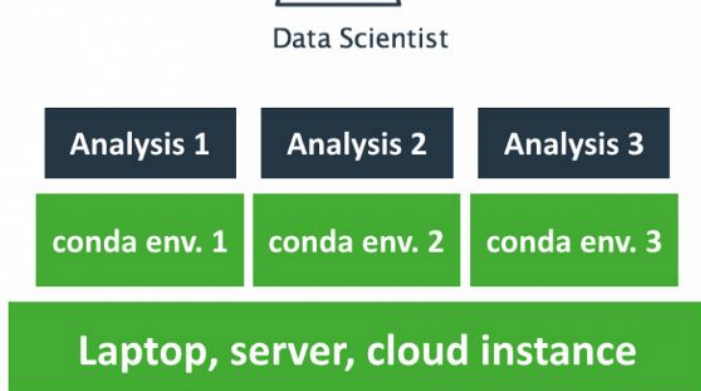 Data Scientist
Analysis 1 Analysis 2 Analysis 3
conda env. 1 conda env. 2 conda env. 3
Laptop, server, cloud instance